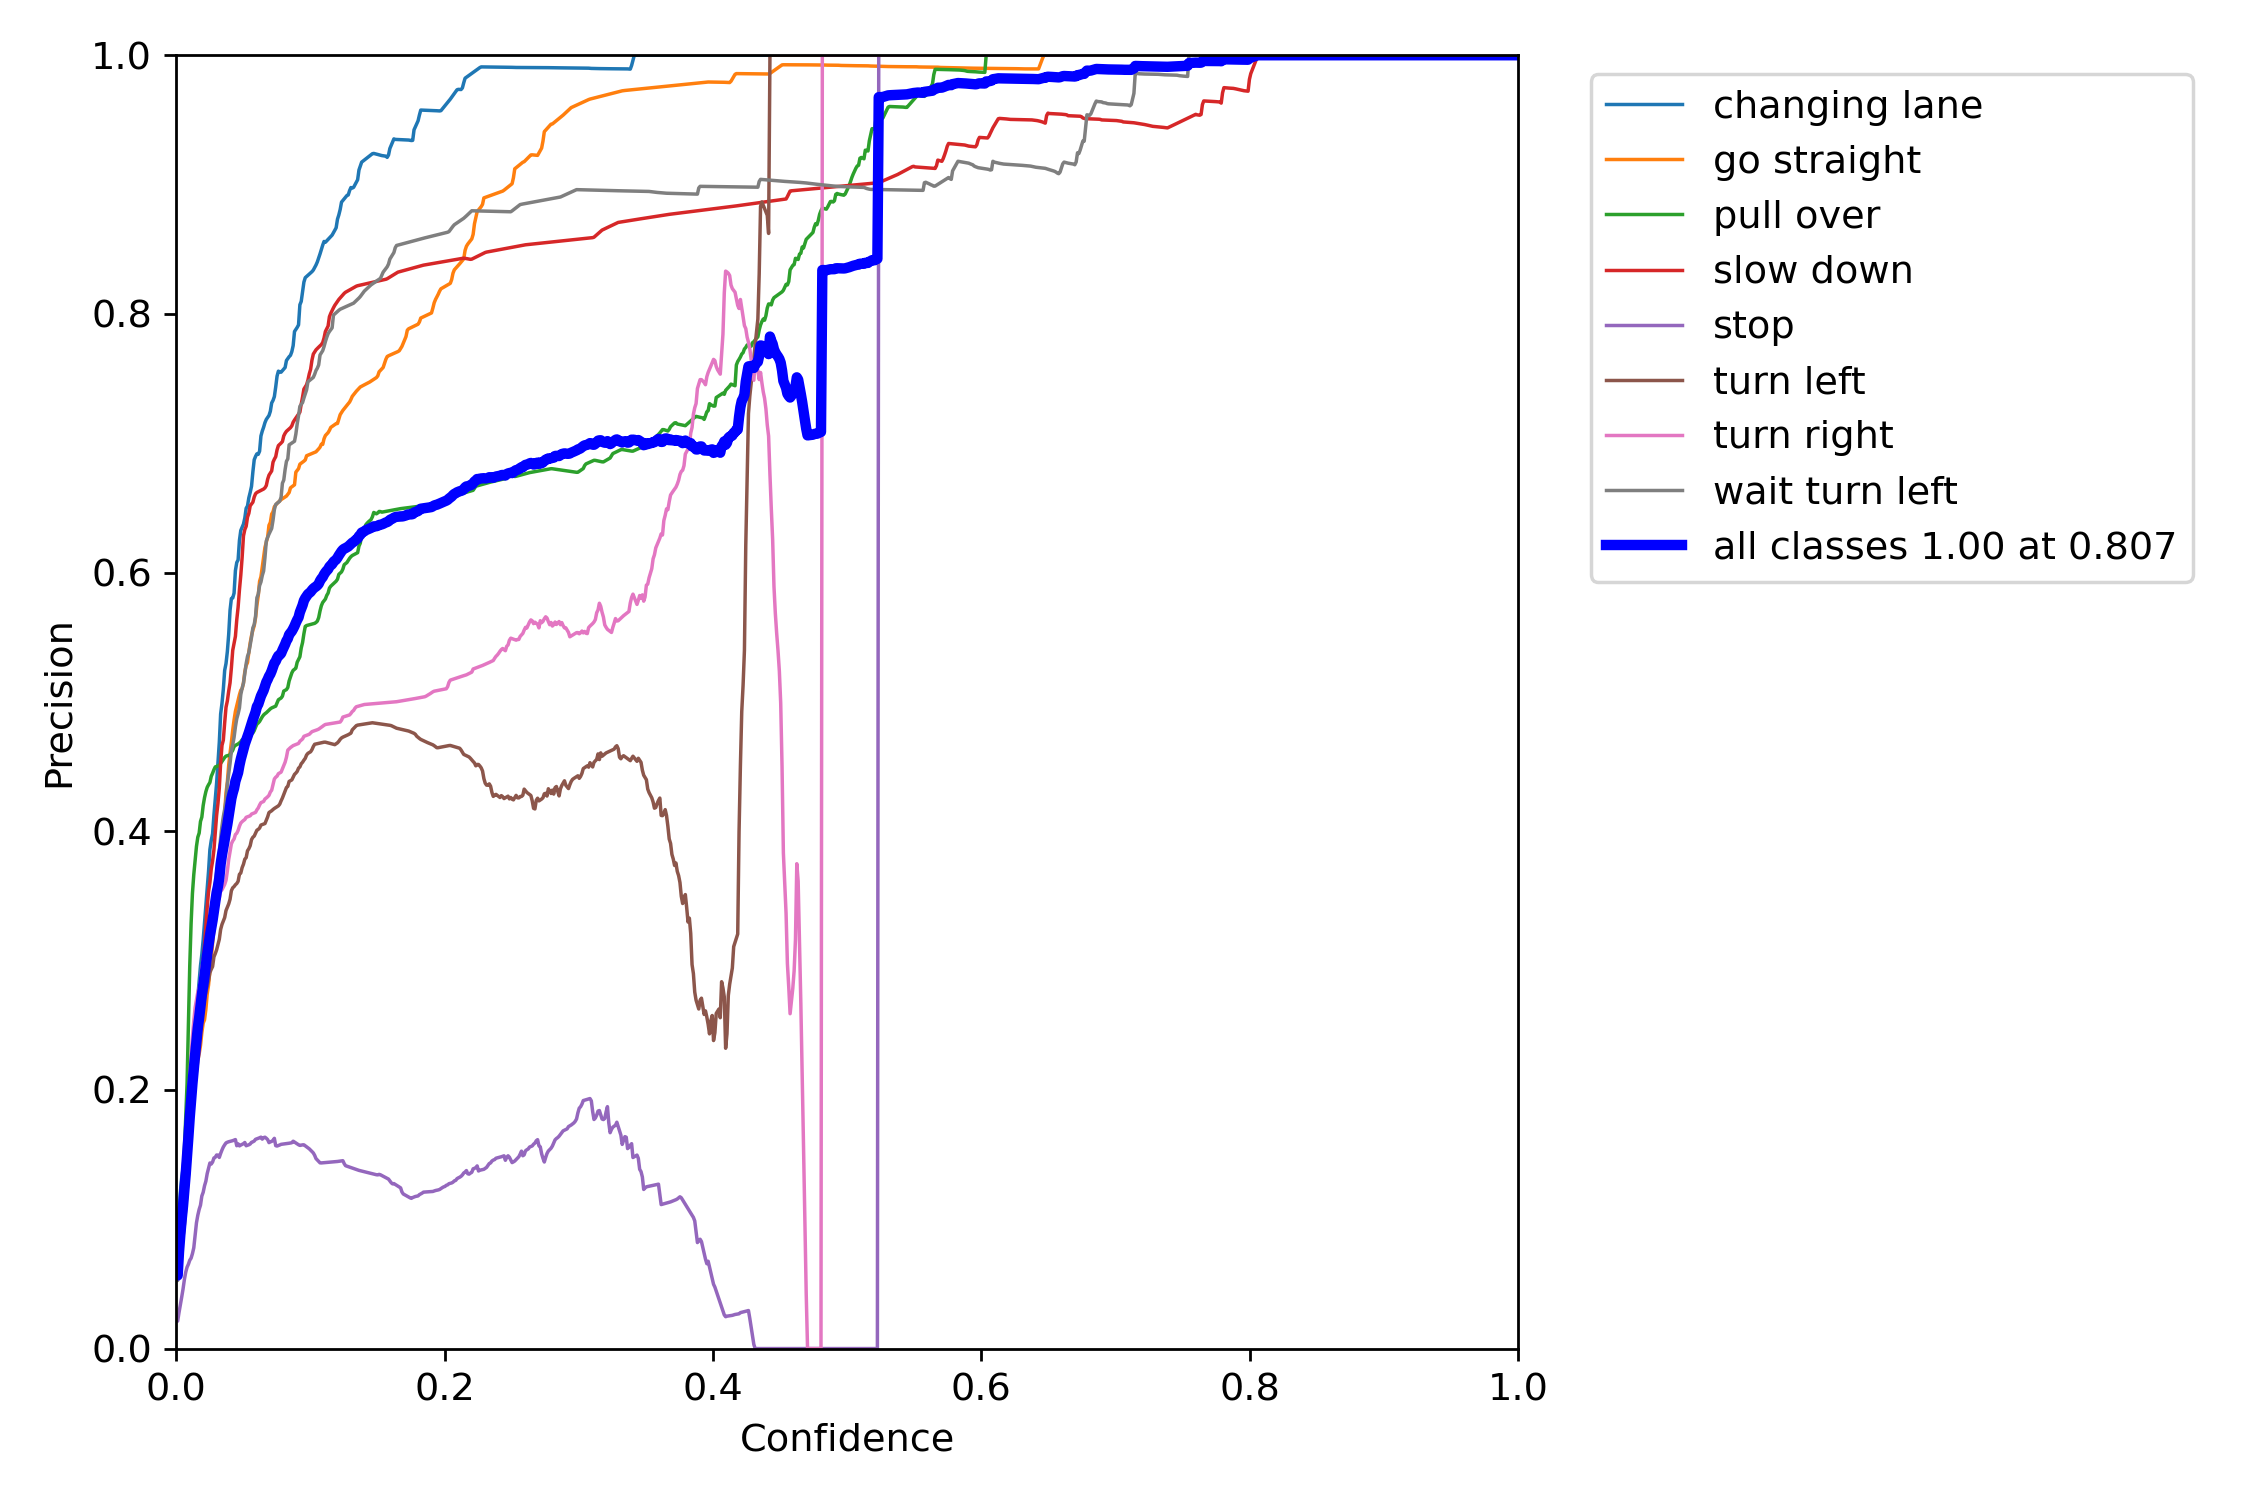 1.0
0.8
0.6
0.4
0.2
0.0
Precision
0.0 0.2 0.4 0.6 0.8 1.0
Confidence
changing lane
go straight
pull over
slow down
stop
turn left
turn right
wait turn left
all classes 1.00 at 0.807